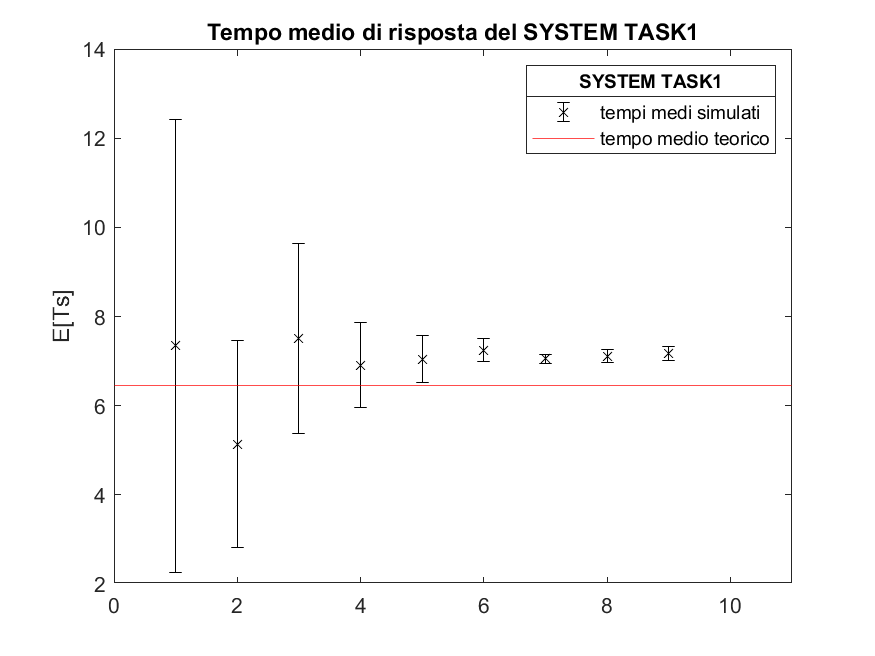 Tempo medio di risposta del SYSTEM TASK1
14
12
10
8
6
4
2
E[Ts]
SYSTEM TASK1
tempi medi simulati
tempo medio teorico
0 2 4 6 8 10